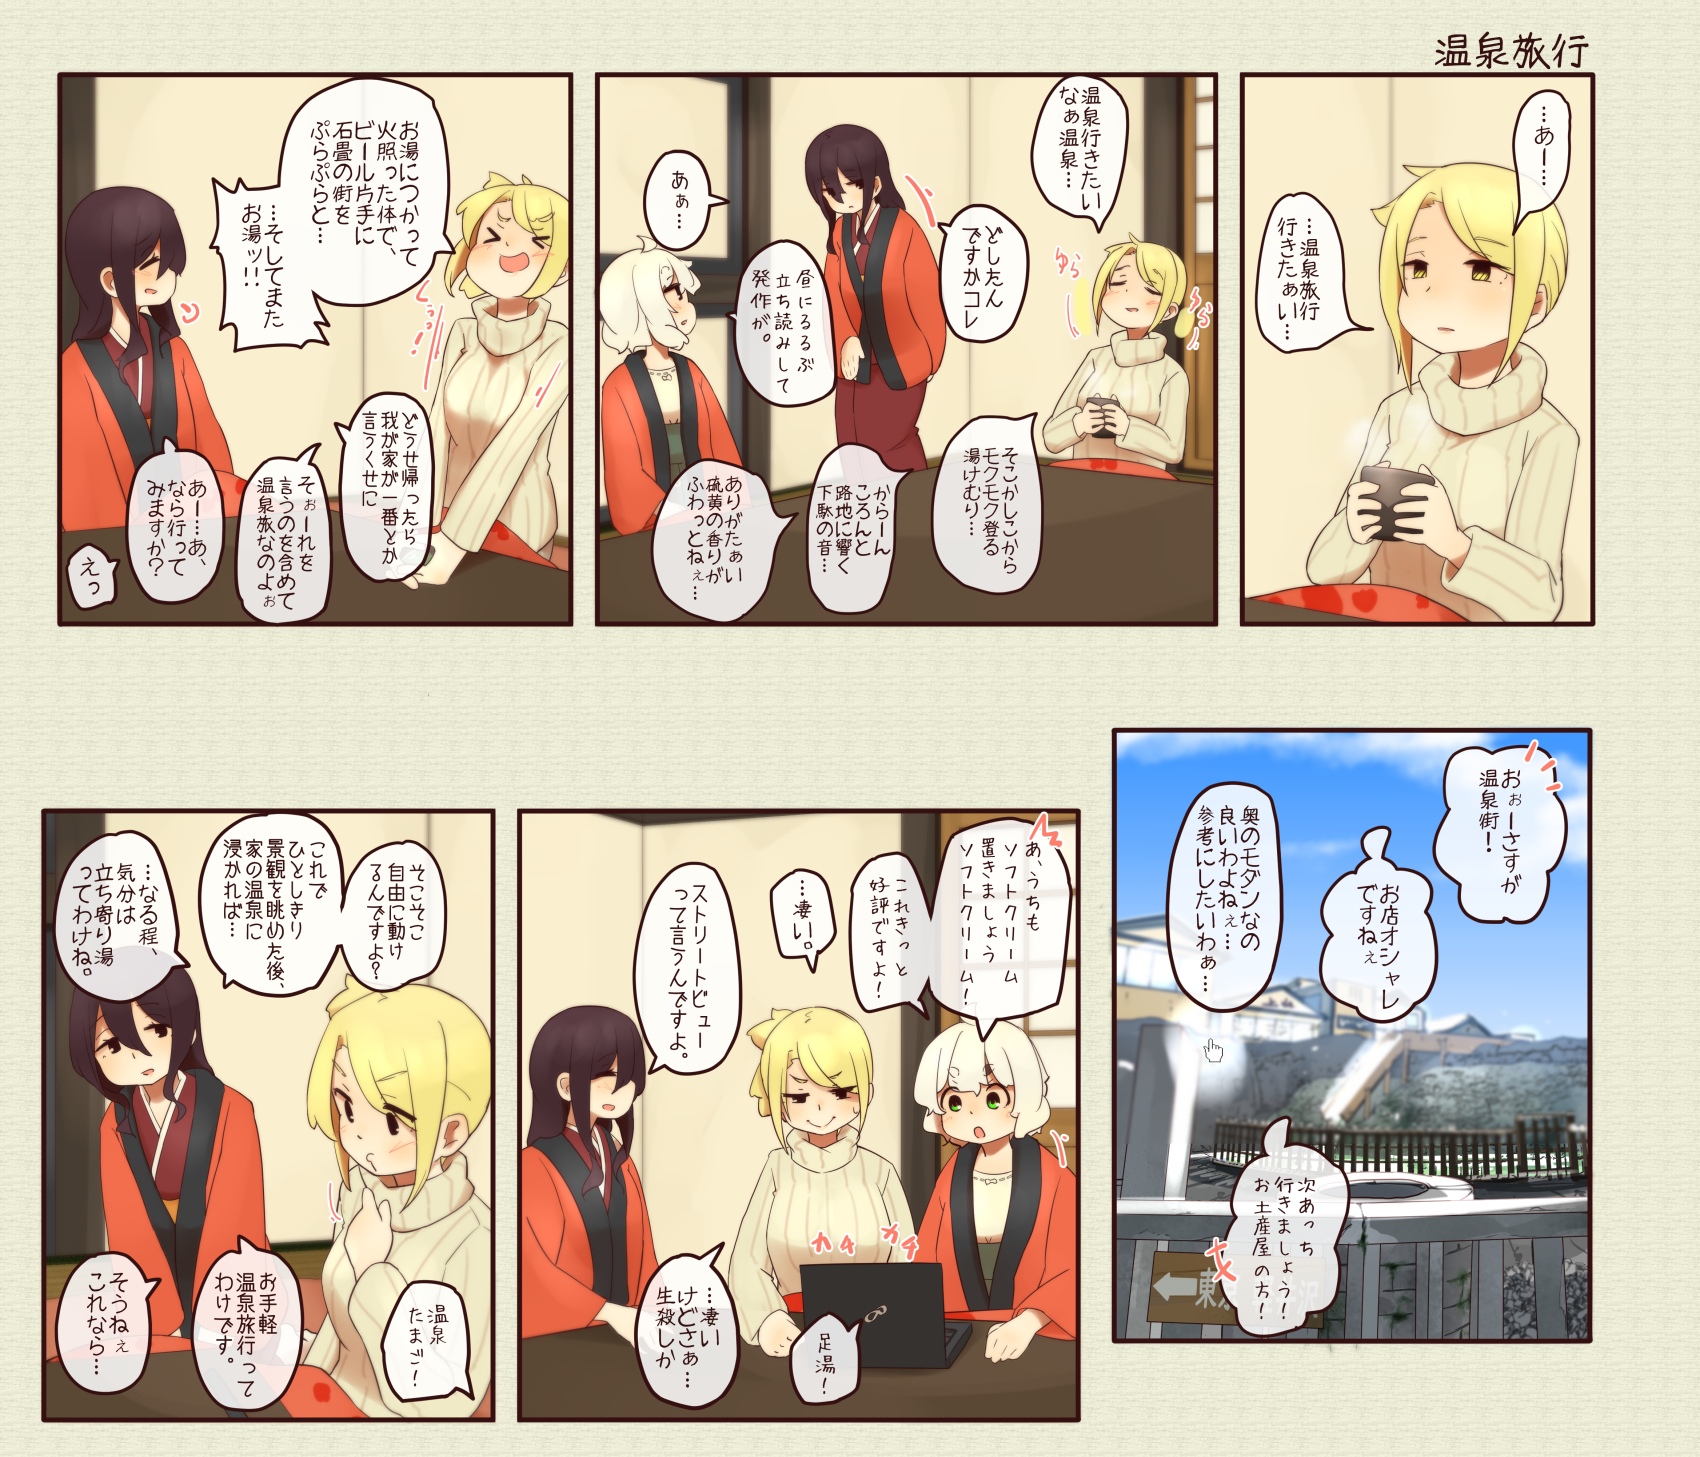 温泉旅行
…あー…
…温泉旅行
行きたぁい…
温泉行きたい
なぁ温泉…
ゆら
ゆら
どしたん
ですかコレ
あぁ…
昼にるるぶ
立ち読みして
発作が。
そこかしこから
モクモク登る
湯けむり…
からーん
ころんと
路地に響く
下駄の音…
ありがたぁい
硫黄の香りが
ふわっとねぇ…
お湯につかって
火照った体で、
ビール片手に
石畳の街を
ぷらぷらと…
…そしてまた
お湯ッ!!
どうせ帰ったら
我が家が一番とか
言うくせに
そぉーれを
言うのを含めて
温泉旅なのよぉ
あー…あ、
なら行って
みますか?
えっ
おぉーさすが
温泉街!
お店オシャレ
ですねぇ
奥のモダンなの
良いわよねぇ…
参考にしたいわぁ…
次あっち
行きましょう!
お土産屋のち!
あ、うちも
ソフトクリーム
置きましょう
ソフトクリーム!
これきっと
好評ですよ!
…凄い。
ストリートビュー
って言うんですよ。
カチ
カチ
…凄い
けどさぁ…
生殺しか
足湯!
そこそこ
自由に動け
るんですよ?
これで
ひとしきり
景観を眺めた後、
家の温泉に
浸かれば…
…なる程、
気分は
立ち寄り湯
ってわけね。
温泉
たまごー!
お手軽
温泉旅行って
わけです。
そうねぇ
これなら…